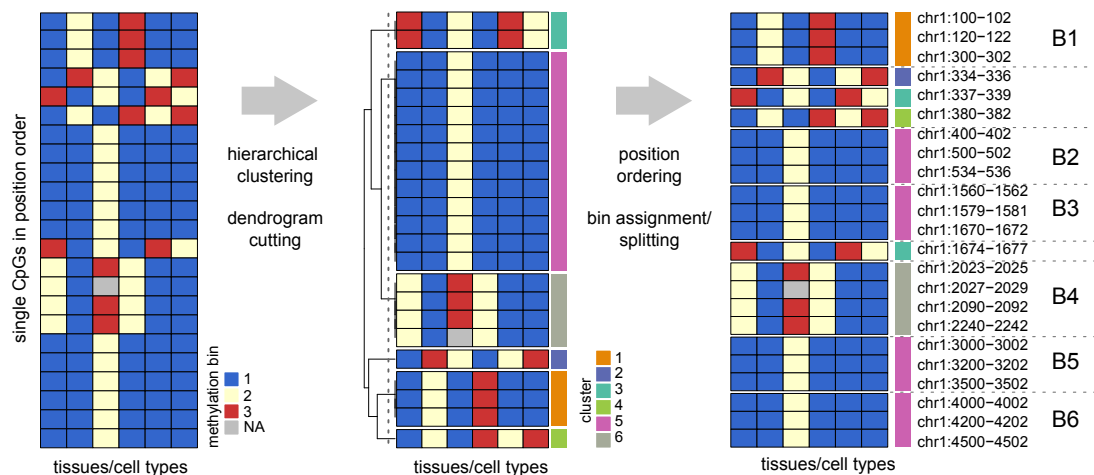 single CpGs in position order
tissues/cell types
methylation bin
1
2
3
NA
hierarchical
clustering
dendrogram
cutting
cluster
1
2
3
4
5
6
position
ordering
bin assignment/
splitting
chr1:100−102
chr1:120−122
chr1:300−302
B1
chr1:334−336
chr1:337−339
chr1:380−382
chr1:400−402
chr1:500−502
chr1:534−536
B2
chr1:1560−1562
chr1:1579−1581
chr1:1670−1672
B3
chr1:1674−1677
chr1:2023−2025
chr1:2027−2029
chr1:2090−2092
chr1:2240−2242
B4
chr1:3000−3002
chr1:3200−3202
chr1:3500−3502
B5
chr1:4000−4002
chr1:4200−4202
chr1:4500−4502
B6
tissues/cell types
tissues/cell types